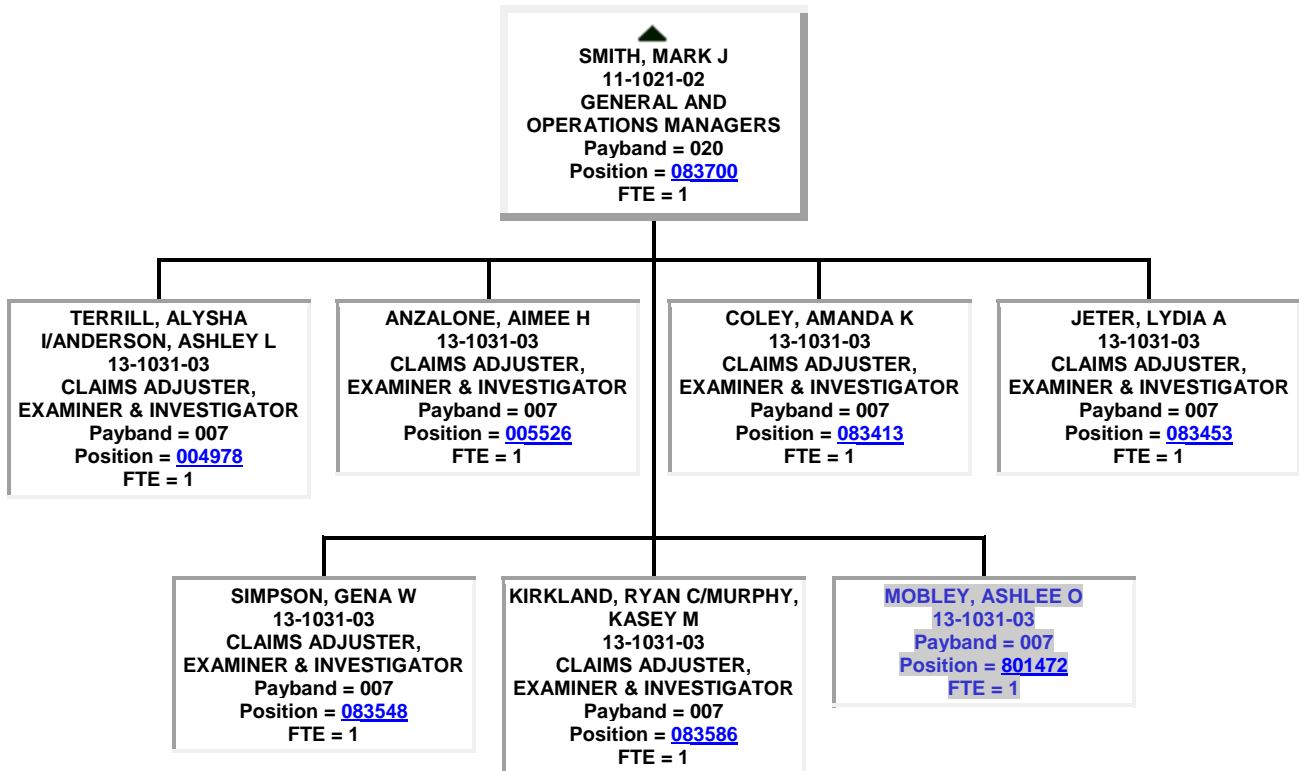 SMITH, MARK J
11-1021-02
GENERAL AND
OPERATIONS MANAGERS
Payband = 020
Position = 083700
FTE = 1
TERRILL, ALYSHA
I/ANDERSON, ASHLEY L
13-1031-03
CLAIMS ADJUSTER,
EXAMINER & INVESTIGATOR
Payband = 007
Position = 004978
FTE = 1
ANZALONE, AIMEE H
13-1031-03
CLAIMS ADJUSTER,
EXAMINER & INVESTIGATOR
Payband = 007
Position = 005526
FTE = 1
COLEY, AMANDA K
13-1031-03
CLAIMS ADJUSTER,
EXAMINER & INVESTIGATOR
Payband = 007
Position = 083413
FTE = 1
JETER, LYDIA A
13-1031-03
CLAIMS ADJUSTER,
EXAMINER & INVESTIGATOR
Payband = 007
Position = 083453
FTE = 1
SIMPSON, GENA W
13-1031-03
CLAIMS ADJUSTER,
EXAMINER & INVESTIGATOR
Payband = 007
Position = 083548
FTE = 1
KIRKLAND, RYAN C/MURPHY,
KASEY M
13-1031-03
CLAIMS ADJUSTER,
EXAMINER & INVESTIGATOR
Payband = 007
Position = 083586
FTE = 1
MOBLEY, ASHLEE O
13-1031-03
Payband = 007
Position = 801472
FTE = 1